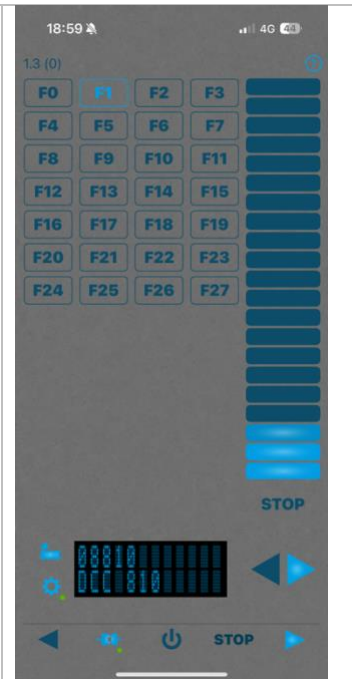 18:59 4G 44
1.3 (0)
F0 F1 F2 F3
F4 F5 F6 F7
F8 F9 F10 F11
F12 F13 F14 F15
F16 F17 F18 F19
F20 F21 F22 F23
F24 F25 F26 F27
STOP
08810
DCC 810
STOP